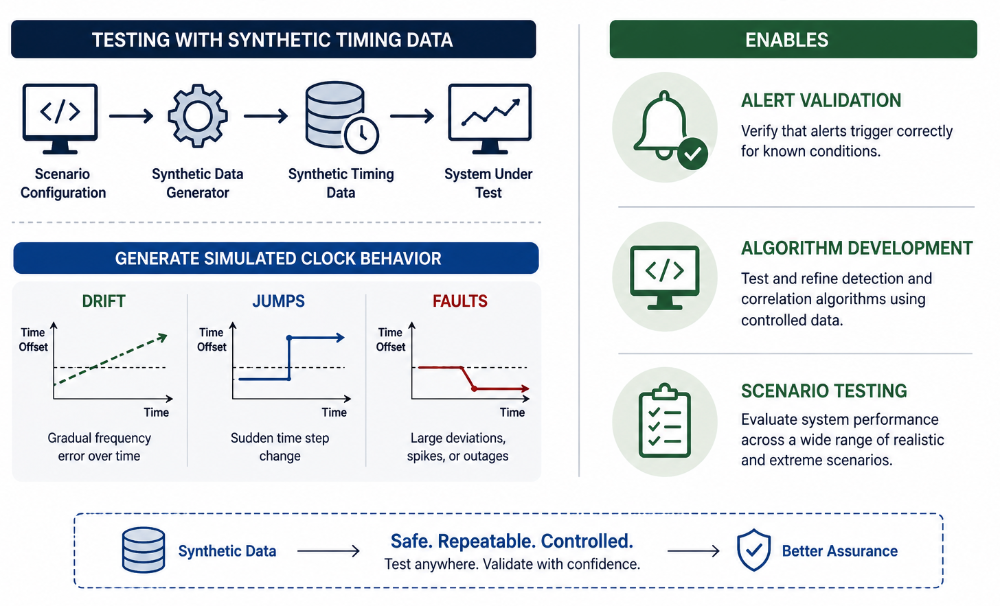 TESTING WITH SYNTHETIC TIMING DATA
</>
Scenario
Configuration
Synthetic Data
Generator
Synthetic Timing
Data
System Under
Test
GENERATE SIMULATED CLOCK BEHAVIOR
DRIFT
Time
Offset
Time
Gradual frequency
error over time
JUMPS
Time
Offset
Time
Sudden time step
change
FAULTS
Time
Offset
Time
Large deviations,
spikes, or outages
ENABLES
ALERT VALIDATION
Verify that alerts trigger correctly
for known conditions.
</>
ALGORITHM DEVELOPMENT
Test and refine detection and
correlation algorithms using
controlled data.
SCENARIO TESTING
Evaluate system performance
across a wide range of realistic
and extreme scenarios.
Synthetic Data
Safe. Repeatable. Controlled.
Test anywhere. Validate with confidence.
Better Assurance